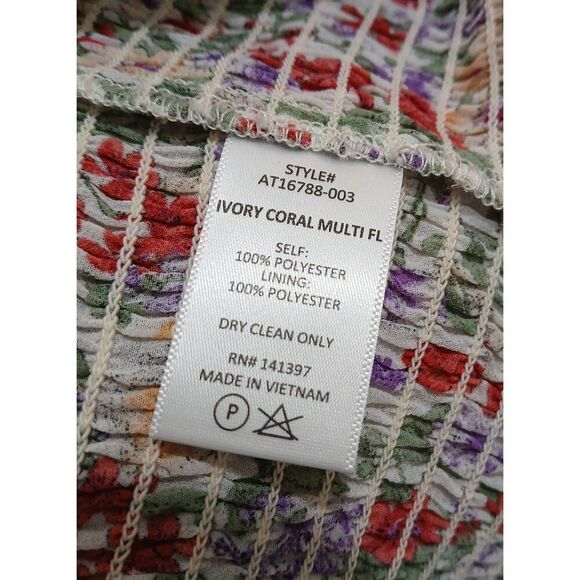 STYLE#
AT16788-003
IVORY CORAL MULTI FL
SELF:
100% POLYESTER
LINING:
100% POLYESTER
DRY CLEAN ONLY
RN# 141397
MADE IN VIETNAM
P